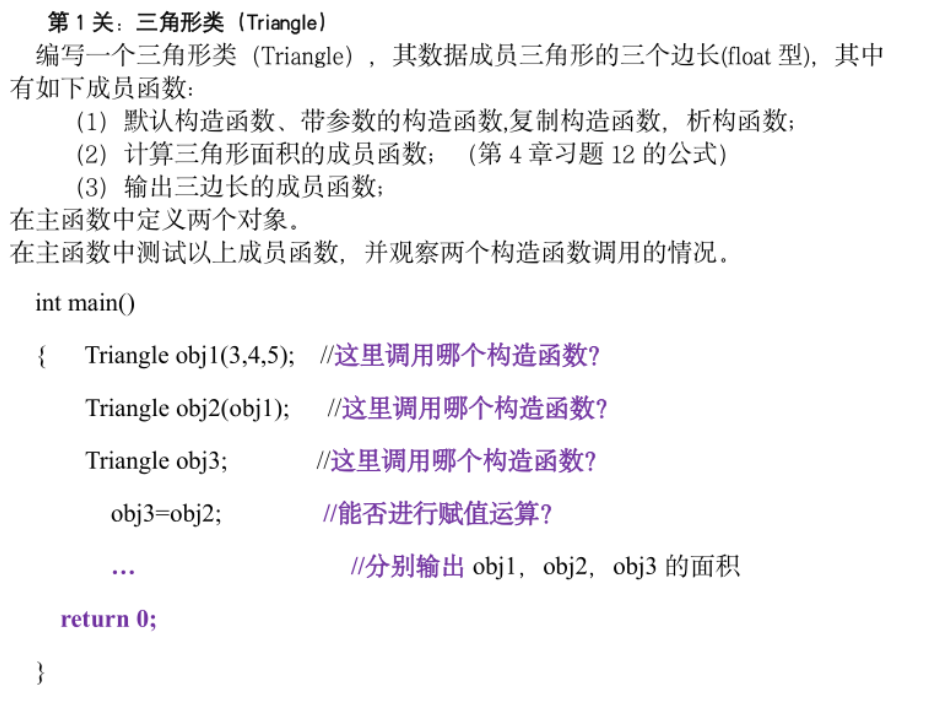 第 1 关：三角形类（Triangle）
编写一个三角形类（Triangle），其数据成员三角形的三个边长(float 型)，其中
有如下成员函数:
（1）默认构造函数、带参数的构造函数,复制构造函数，析构函数；
（2）计算三角形面积的成员函数；（第 4 章习题 12 的公式）
（3）输出三边长的成员函数；
在主函数中定义两个对象。
在主函数中测试以上成员函数，并观察两个构造函数调用的情况。
int main()
{ Triangle obj1(3,4,5); //这里调用哪个构造函数?
Triangle obj2(obj1); //这里调用哪个构造函数?
Triangle obj3; //这里调用哪个构造函数?
obj3=obj2; //能否进行赋值运算?
… //分别输出 obj1，obj2，obj3 的面积
return 0;
}